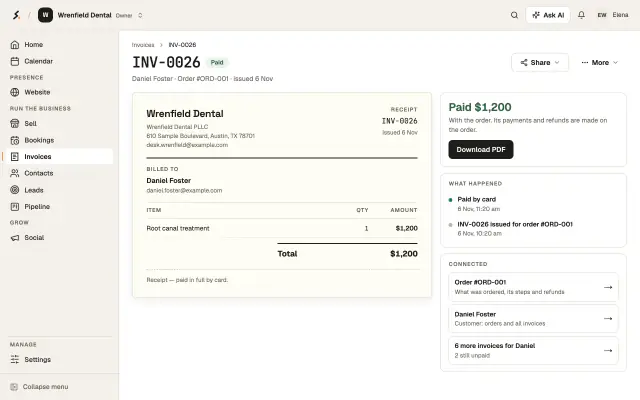 W Wrenfield Dental Owner
Ask AI
EW Elena
Home
Calendar
PRESENCE
Website
RUN THE BUSINESS
Sell
Bookings
Invoices
Contacts
Leads
Pipeline
GROW
Social
MANAGE
Settings
Collapse menu
Invoices > INV-0026
INV-0026 Paid
Daniel Foster · Order #ORD-001 · issued 6 Nov
Share
More
Wrenfield Dental
Wrenfield Dental PLLC
610 Sample Boulevard, Austin, TX 78701
desk.wrenfield@example.com
RECEIPT
INV-0026
Issued 6 Nov
BILLED TO
Daniel Foster
daniel.foster@example.com
ITEM QTY AMOUNT
Root canal treatment 1 $1,200
Total $1,200
Receipt — paid in full by card.
Paid $1,200
With the order. Its payments and refunds are made on
the order.
Download PDF
WHAT HAPPENED
Paid by card
6 Nov, 11:20 am
INV-0026 issued for order #ORD-001
6 Nov, 10:20 am
CONNECTED
Order #ORD-001
What was ordered, its steps and refunds
Daniel Foster
Customer: orders and all invoices
6 more invoices for Daniel
2 still unpaid